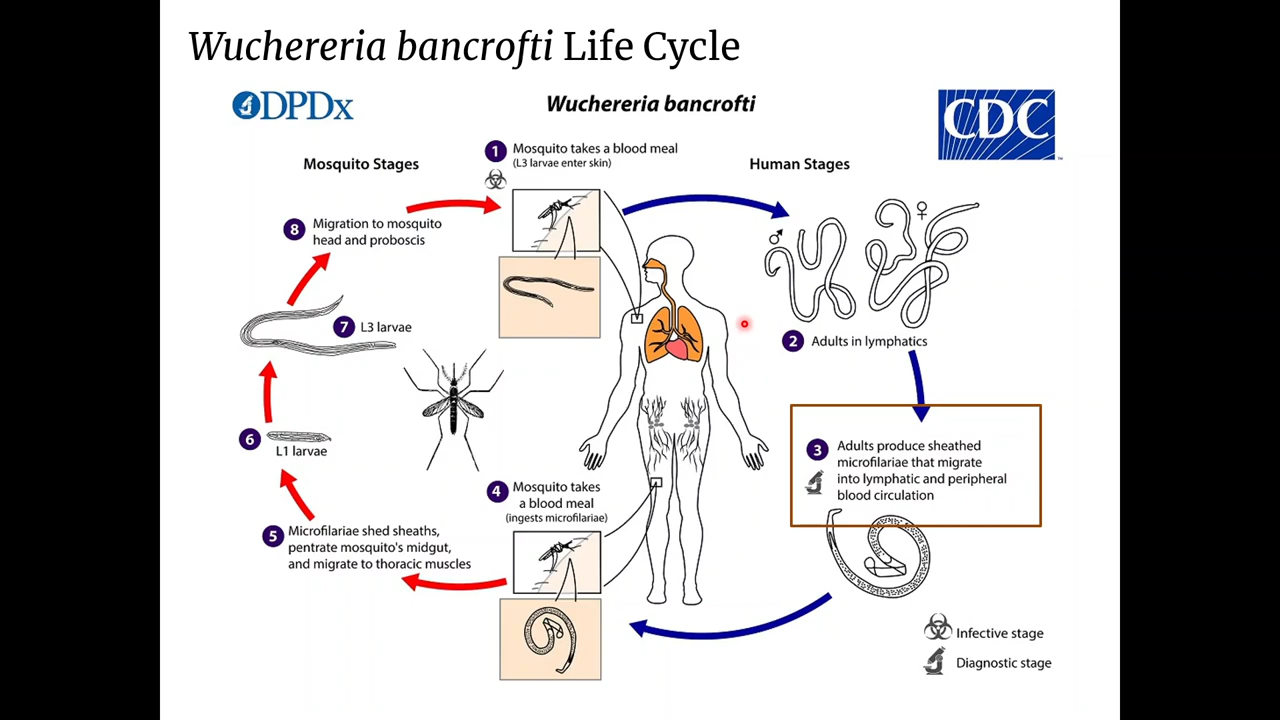 Wuchereria bancrofti Life Cycle
DPDx
Wuchereria bancrofti
CDC
Mosquito Stages
Human Stages
1 Mosquito takes a blood meal
(L3 larvae enter skin)
8 Migration to mosquito
head and proboscis
♂
♀
7 L3 larvae
2 Adults in lymphatics
6
L1 larvae
3 Adults produce sheathed
microfilariae that migrate
into lymphatic and peripheral
blood circulation
4 Mosquito takes
a blood meal
(ingests microfilariae)
5 Microfilariae shed sheaths,
pentrate mosquito's midgut,
and migrate to thoracic muscles
Infective stage
Diagnostic stage